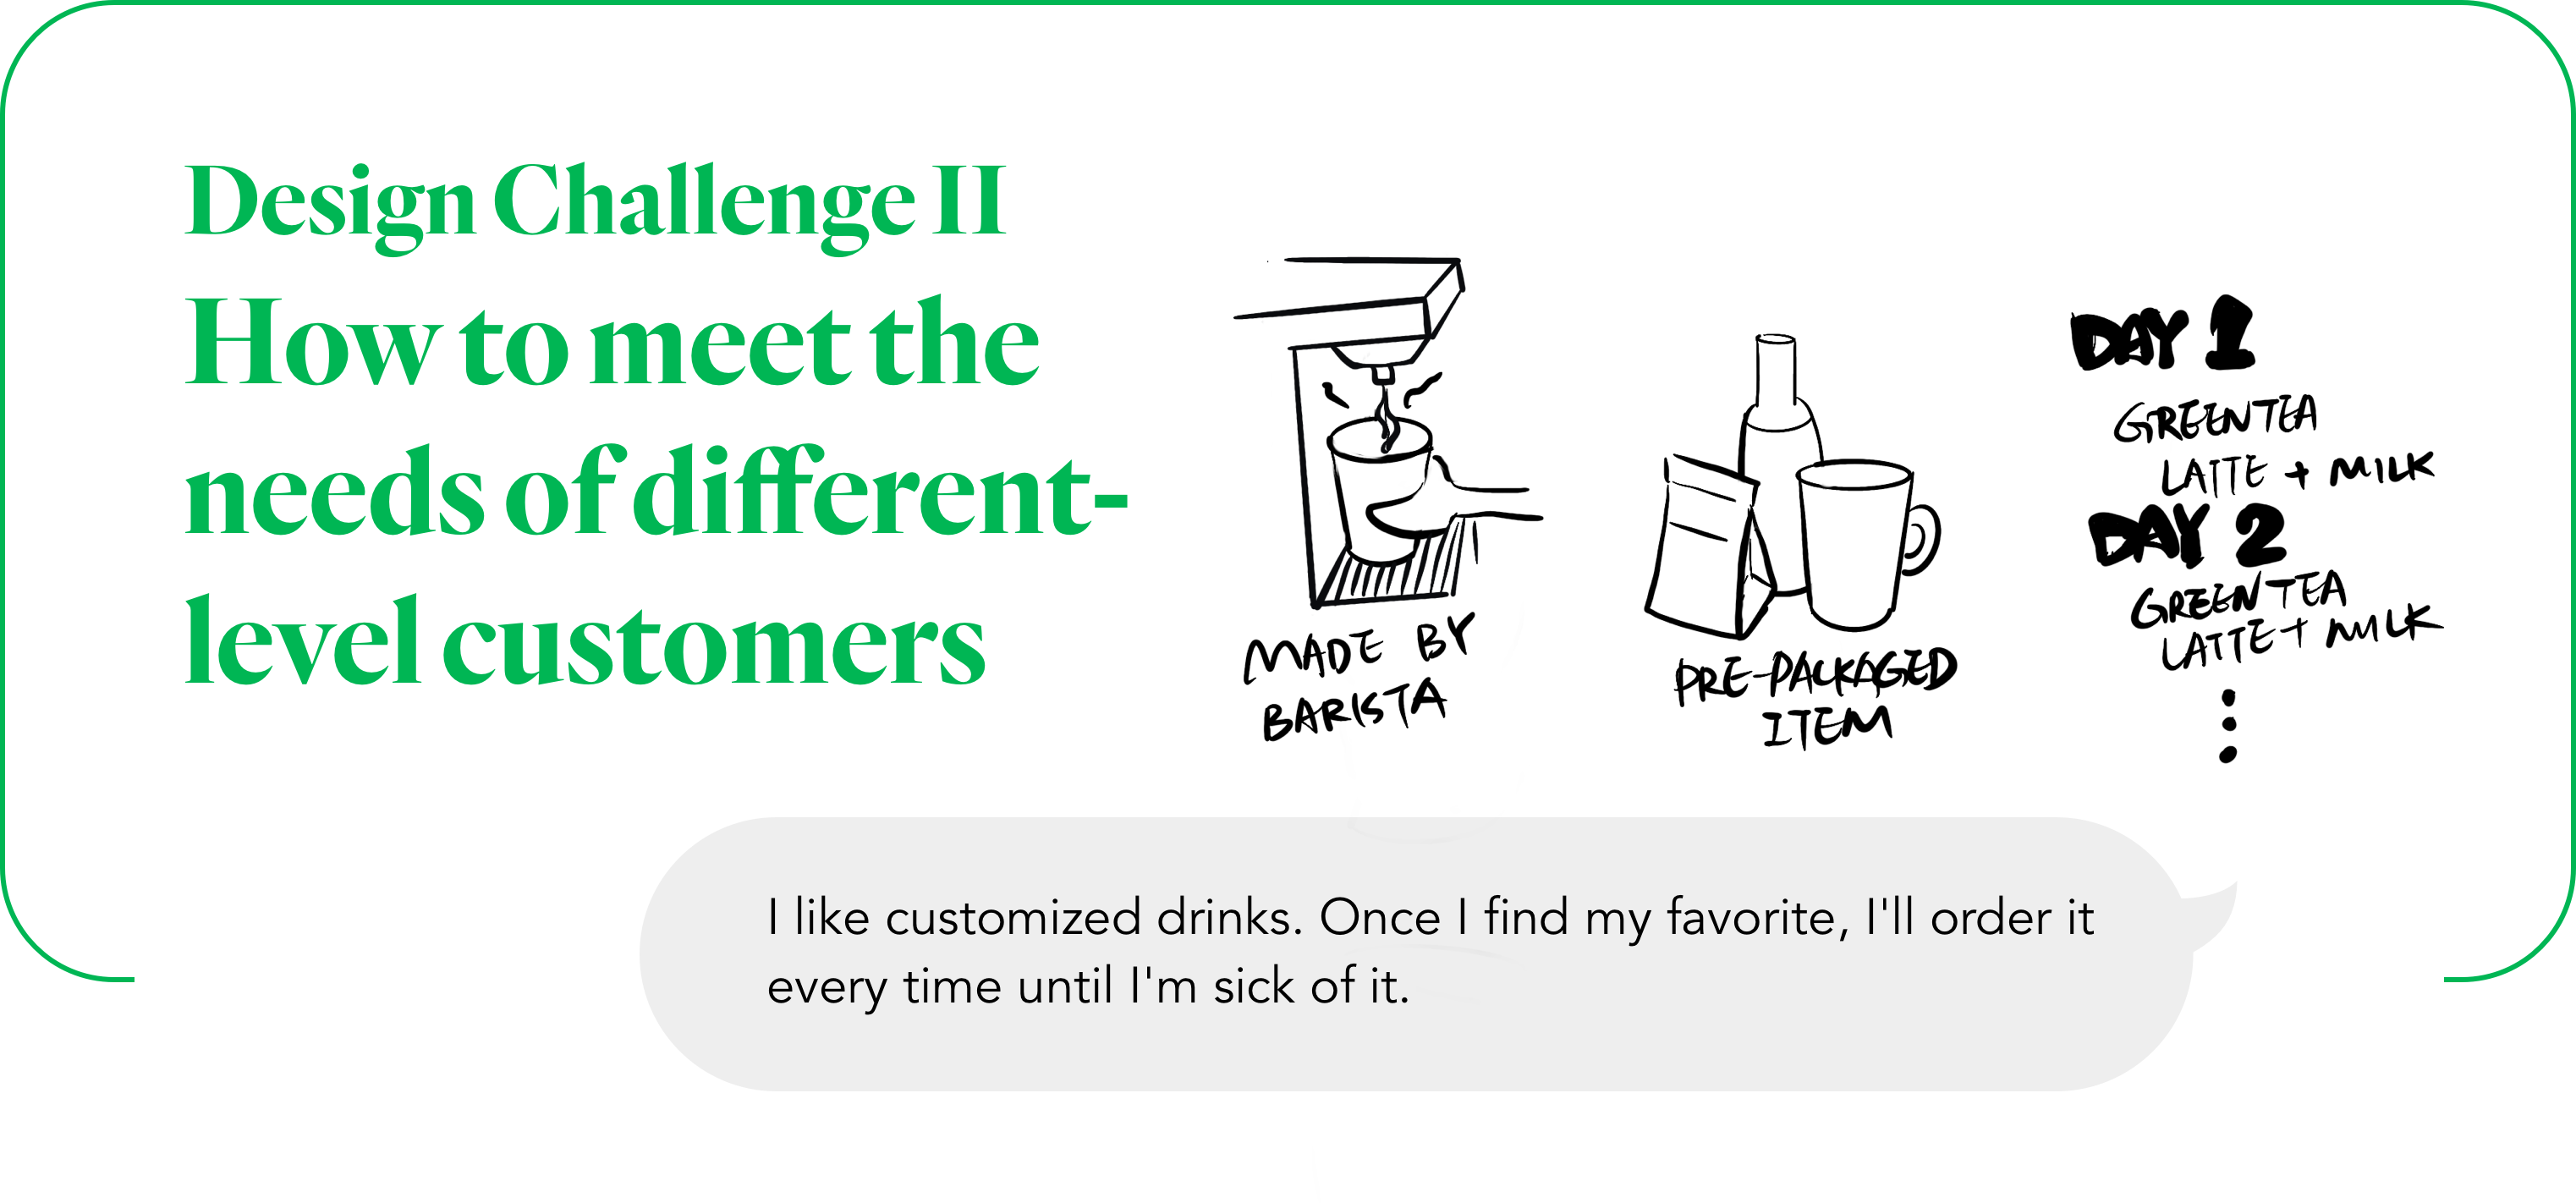 Design Challenge II
How to meet the
needs of different-
level customers
MADE BY
BARISTA
PRE-PACKAGED
ITEM
DAY 1
GREENTEA
LATTE + MILK
DAY 2
GREENTEA
LATTE + MILK
I like customized drinks. Once I find my favorite, I'll order it
every time until I'm sick of it.